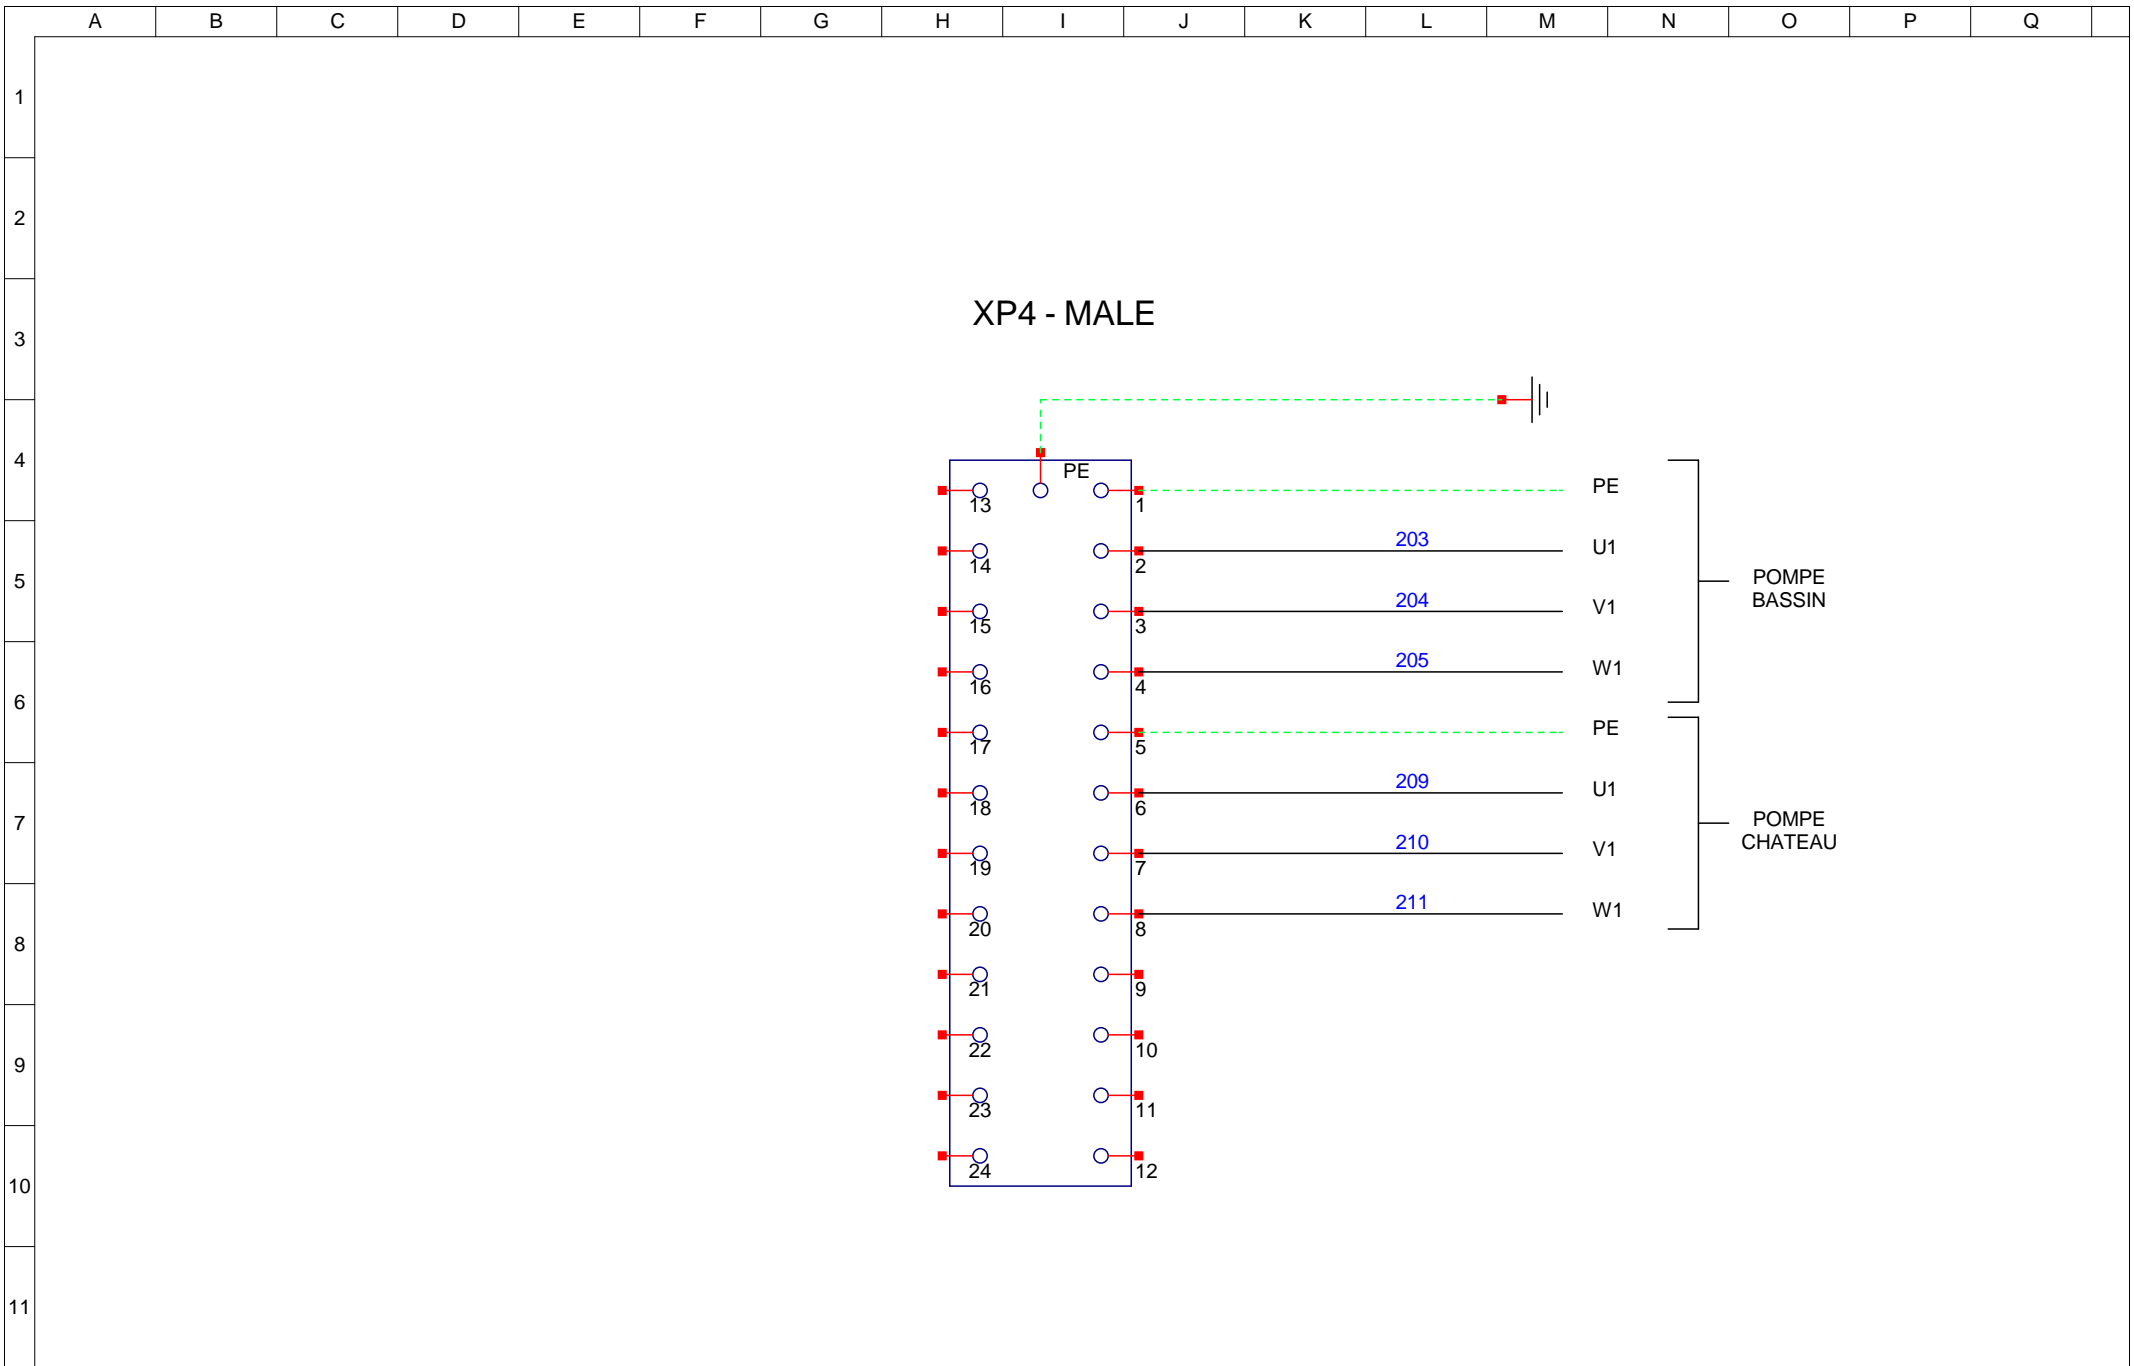 A B C D E F G H I J K L M N O P Q
1
2
3
XP4 - MALE
4
PE
13 1 PE
203 U1
14 2
5
204 V1
POMPE
BASSIN
15 3
205 W1
16 4
6
PE
17 5
209 U1
18 6
7
210 V1
POMPE
CHATEAU
19 7
211 W1
20 8
8
21 9
22 10
9
23 11
24 12
10
11